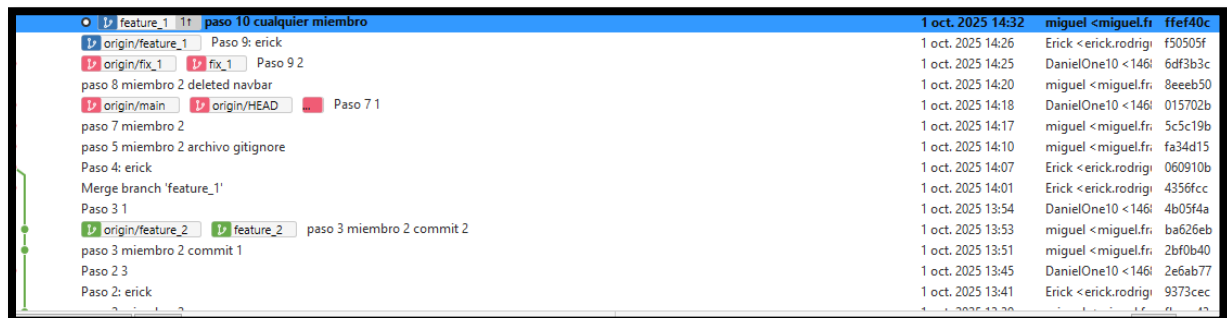 feature_1 1↑ paso 10 cualquier miembro 1 oct. 2025 14:32 miguel <miguel.fr ffef40c
origin/feature_1 Paso 9: erick 1 oct. 2025 14:26 Erick <erick.rodrigu f50505f
origin/fix_1 fix_1 Paso 9 2 1 oct. 2025 14:25 DanielOne10 <146 6df3b3c
paso 8 miembro 2 deleted navbar 1 oct. 2025 14:20 miguel <miguel.fra 8eeeb50
origin/main origin/HEAD ... Paso 7 1 1 oct. 2025 14:18 DanielOne10 <146 015702b
paso 7 miembro 2 1 oct. 2025 14:17 miguel <miguel.fra 5c5c19b
paso 5 miembro 2 archivo gitignore 1 oct. 2025 14:10 miguel <miguel.fra fa34d15
Paso 4: erick 1 oct. 2025 14:07 Erick <erick.rodrigu 060910b
Merge branch 'feature_1' 1 oct. 2025 14:01 Erick <erick.rodrigu 4356fcc
Paso 3 1 1 oct. 2025 13:54 DanielOne10 <146 4b05f4a
origin/feature_2 feature_2 paso 3 miembro 2 commit 2 1 oct. 2025 13:53 miguel <miguel.fra ba626eb
paso 3 miembro 2 commit 1 1 oct. 2025 13:51 miguel <miguel.fra 2bf0b40
Paso 2 3 1 oct. 2025 13:45 DanielOne10 <146 2e6ab77
Paso 2: erick 1 oct. 2025 13:41 Erick <erick.rodrigu 9373cec